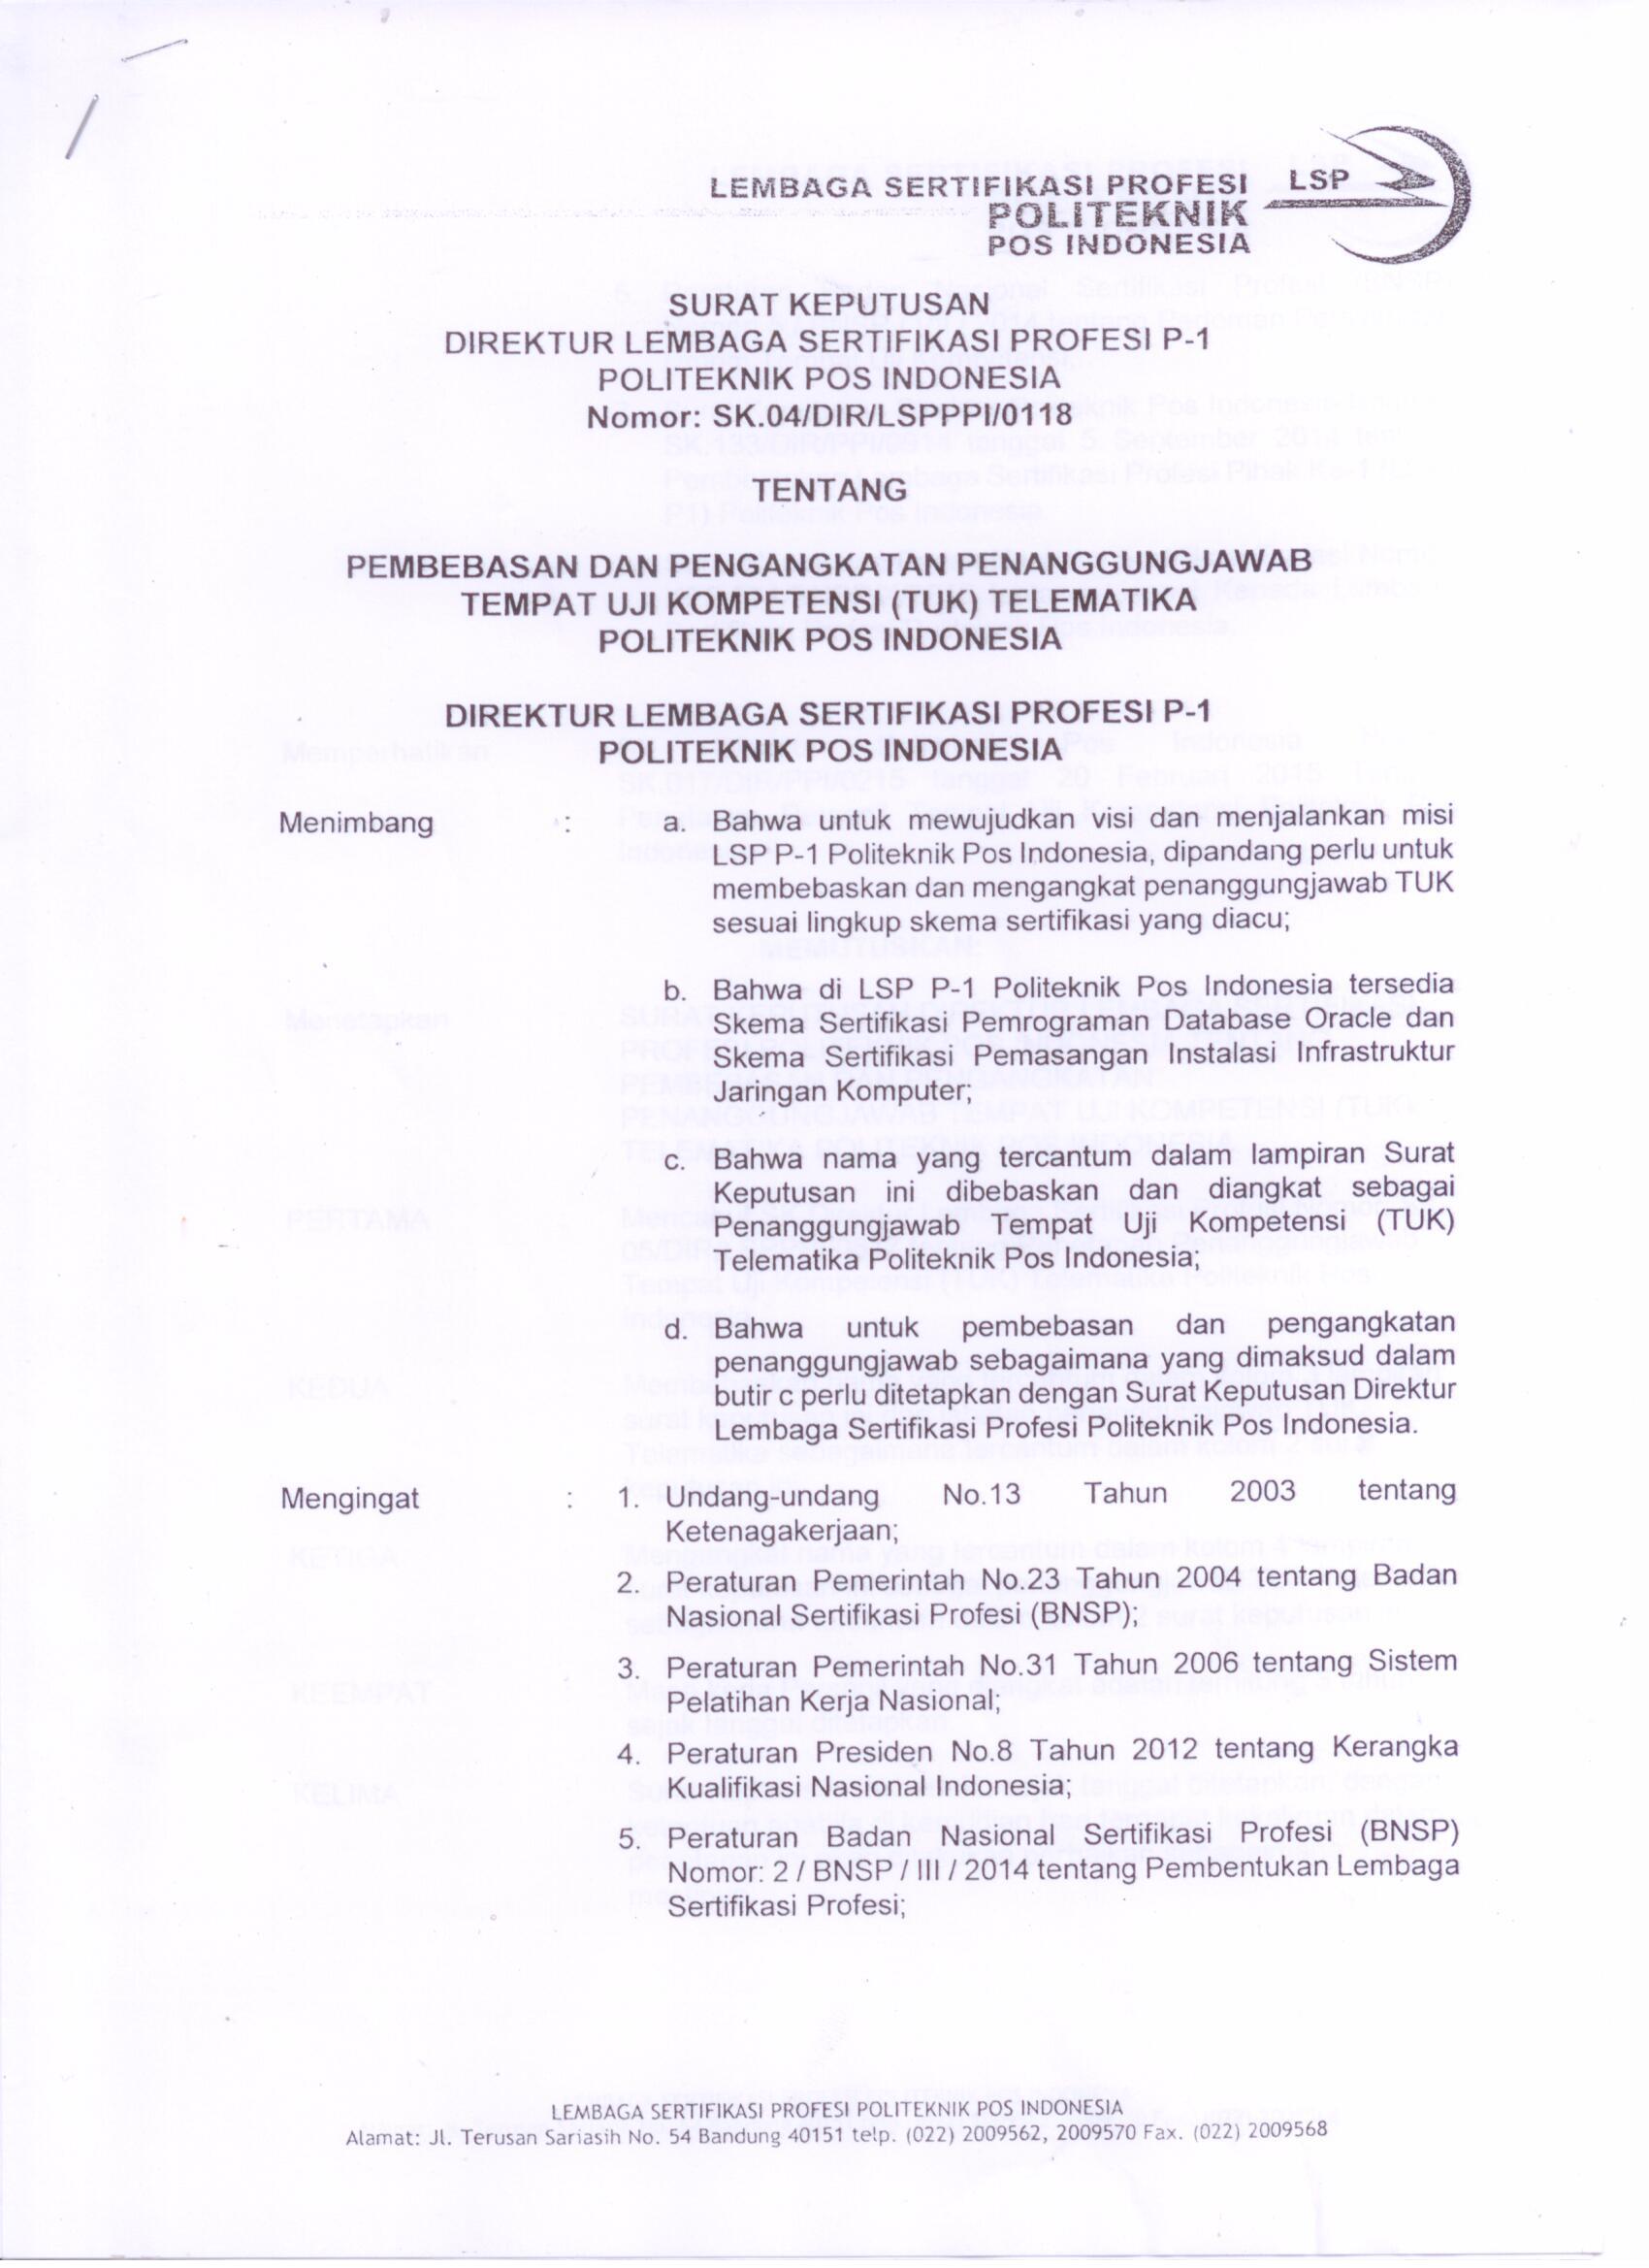 LEMBAGA SERTIFIKASI PROFESI
POLITEKNIK
POS INDONESIA
LSP
SURAT KEPUTUSAN
DIREKTUR LEMBAGA SERTIFIKASI PROFESI P-1
POLITEKNIK POS INDONESIA
Nomor: SK.04/DIR/LSPPPI/0118
TENTANG
PEMBEBASAN DAN PENGANGKATAN PENANGGUNGJAWAB
TEMPAT UJI KOMPETENSI (TUK) TELEMATIKA
POLITEKNIK POS INDONESIA
DIREKTUR LEMBAGA SERTIFIKASI PROFESI P-1
POLITEKNIK POS INDONESIA
Menimbang : a. Bahwa untuk mewujudkan visi dan menjalankan misi
LSP P-1 Politeknik Pos Indonesia, dipandang perlu untuk
membebaskan dan mengangkat penanggungjawab TUK
sesuai lingkup skema sertifikasi yang diacu;
b. Bahwa di LSP P-1 Politeknik Pos Indonesia tersedia
Skema Sertifikasi Pemrograman Database Oracle dan
Skema Sertifikasi Pemasangan Instalasi Infrastruktur
Jaringan Komputer;
c. Bahwa nama yang tercantum dalam lampiran Surat
Keputusan ini dibebaskan dan diangkat sebagai
Penanggungjawab Tempat Uji Kompetensi (TUK)
Telematika Politeknik Pos Indonesia;
d. Bahwa untuk pembebasan dan pengangkatan
penanggungjawab sebagaimana yang dimaksud dalam
butir c perlu ditetapkan dengan Surat Keputusan Direktur
Lembaga Sertifikasi Profesi Politeknik Pos Indonesia.
Mengingat : 1. Undang-undang No.13 Tahun 2003 tentang
Ketenagakerjaan;
2. Peraturan Pemerintah No.23 Tahun 2004 tentang Badan
Nasional Sertifikasi Profesi (BNSP);
3. Peraturan Pemerintah No.31 Tahun 2006 tentang Sistem
Pelatihan Kerja Nasional;
4. Peraturan Presiden No.8 Tahun 2012 tentang Kerangka
Kualifikasi Nasional Indonesia;
5. Peraturan Badan Nasional Sertifikasi Profesi (BNSP)
Nomor: 2 / BNSP / III / 2014 tentang Pembentukan Lembaga
Sertifikasi Profesi;
LEMBAGA SERTIFIKASI PROFESI POLITEKNIK POS INDONESIA
Alamat: Jl. Terusan Sariasih No. 54 Bandung 40151 telp. (022) 2009562, 2009570 Fax. (022) 2009568